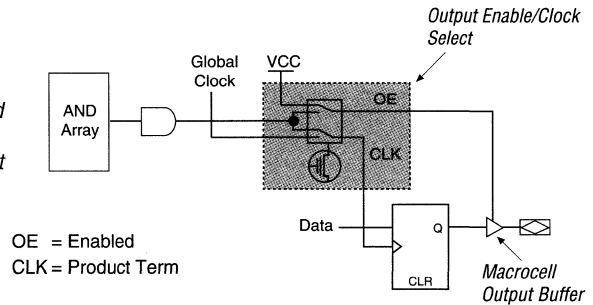 Output Enable/Clock
Select
Global
Clock
VCC
AND
Array
OE
CLK
Data
Q
CLR
OE = Enabled
CLK = Product Term
Macrocell
Output Buffer